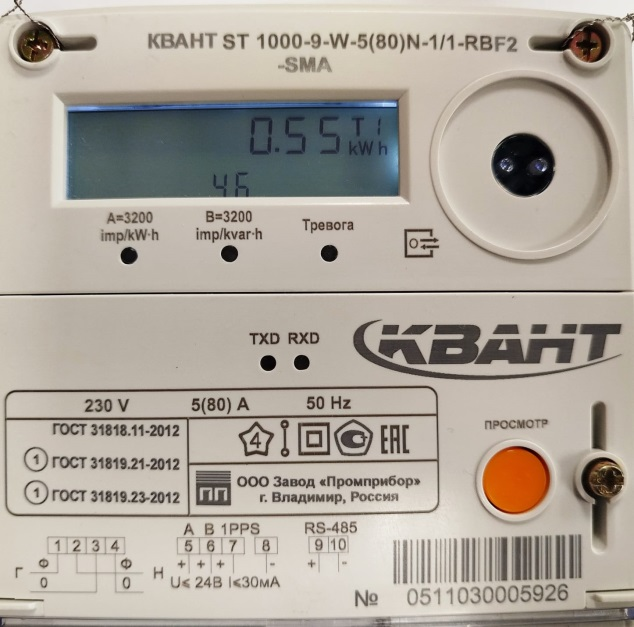 КВАНТ ST 1000-9-W-5(80)N-1/1-RBF2
-SMA
0.55 T1
kWh
46
A=3200
imp/kW·h
B=3200
imp/kvar·h
Тревога
TXD RXD
КВАНТ
230 V 5(80) A 50 Hz
ГОСТ 31818.11-2012
1 ГОСТ 31819.21-2012
1 ГОСТ 31819.23-2012
4
ЕАС
ПП
ООО Завод «Промприбор»
г. Владимир, Россия
ПРОСМОТР
A B 1PPS
RS-485
1 2 3 4
5 6 7 8
9 10
Г Ф 0
Ф 0 Н
+ + + -
+ -
U≤ 24В I≤30мА
№ 0511030005926